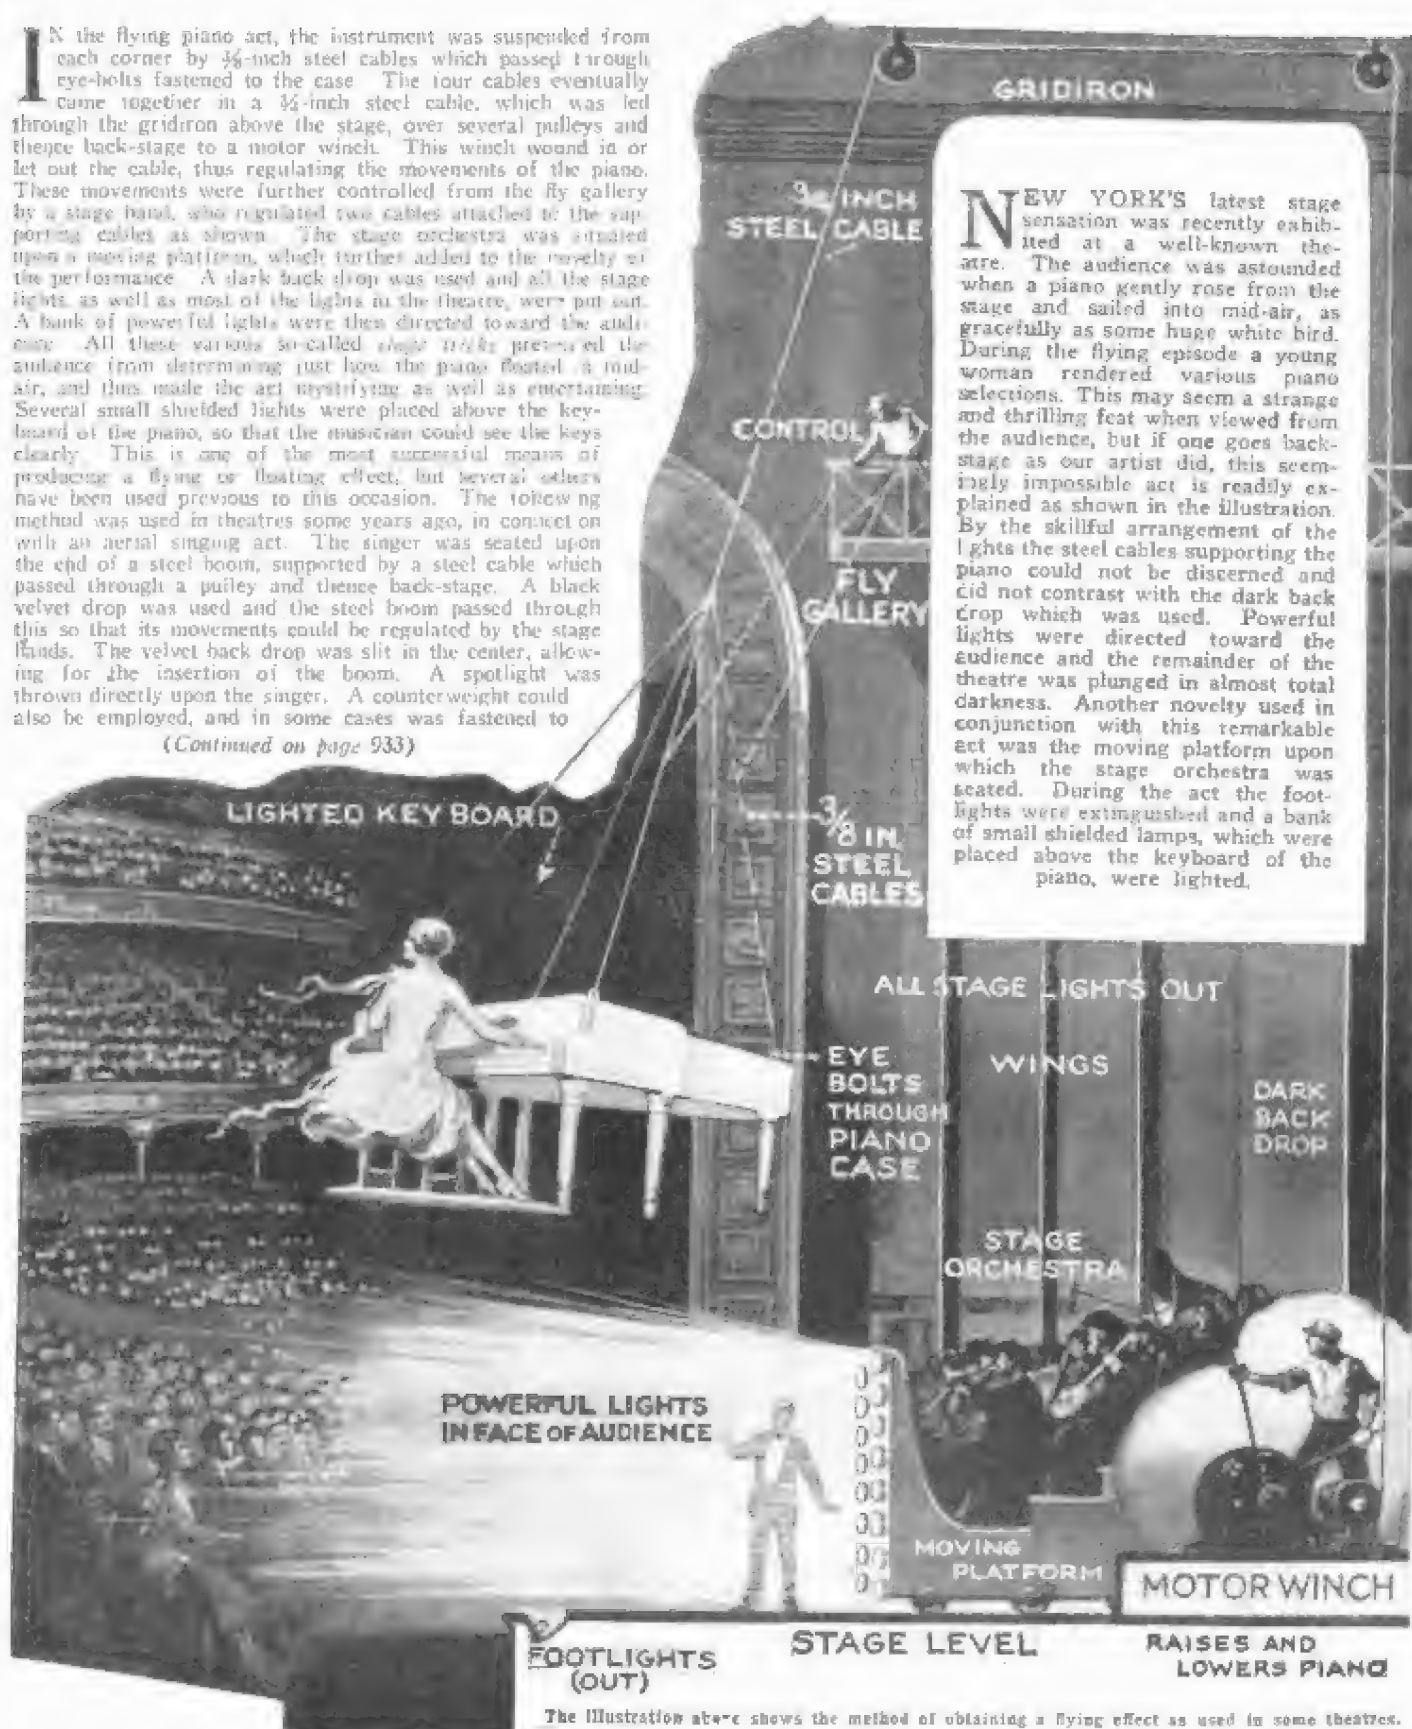 IN the flying piano act, the instrument was suspended from
each corner by ⅜-inch steel cables which passed through
eye-bolts fastened to the case. The four cables eventually
came together in a ½-inch steel cable, which was led
through the gridiron above the stage, over several pulleys and
thence back-stage to a motor winch. This winch wound in or
let out the cable, thus regulating the movements of the piano.
These movements were further controlled from the fly gallery
by a stage hand, who regulated two cables attached to the sup-
porting cables as shown. The stage orchestra was situated
upon a moving platform, which further added to the novelty of
the performance. A dark back drop was used and all the stage
lights, as well as most of the lights in the theatre, were put out.
A bank of powerful lights were then directed toward the audi-
ence. All these various so-called stage tricks prevented the
audience from determining just how the piano floated in mid-
air, and thus made the act mystifying as well as entertaining.
Several small shielded lights were placed above the key-
board of the piano, so that the musician could see the keys
clearly. This is one of the most successful means of
producing a flying or floating effect, but several others
have been used previous to this occasion. The following
method was used in theatres some years ago, in connection
with an aerial singing act. The singer was seated upon
the end of a steel boom, supported by a steel cable which
passed through a pulley and thence back-stage. A black
velvet drop was used and the steel boom passed through
this so that its movements could be regulated by the stage
hands. The velvet back drop was slit in the center, allow-
ing for the insertion of the boom. A spotlight was
thrown directly upon the singer. A counterweight could
also be employed, and in some cases was fastened to
(Continued on page 933)
GRIDIRON
INCH
STEEL CABLE
NEW YORK'S latest stage
sensation was recently exhib-
ited at a well-known the-
atre. The audience was astounded
when a piano gently rose from the
stage and sailed into mid-air, as
gracefully as some huge white bird.
During the flying episode a young
woman rendered various piano
selections. This may seem a strange
and thrilling feat when viewed from
the audience, but if one goes back-
stage as our artist did, this seem-
ingly impossible act is readily ex-
plained as shown in the illustration.
By the skillful arrangement of the
lights the steel cables supporting the
piano could not be discerned and
did not contrast with the dark back
drop which was used. Powerful
lights were directed toward the
audience and the remainder of the
theatre was plunged in almost total
darkness. Another novelty used in
conjunction with this remarkable
act was the moving platform upon
which the stage orchestra was
seated. During the act the foot-
lights were extinguished and a bank
of small shielded lamps, which were
placed above the keyboard of the
piano, were lighted.
CONTROL
FLY
GALLERY
LIGHTED KEYBOARD
3/8 IN.
STEEL
CABLES
ALL STAGE LIGHTS OUT
WINGS
EYE
BOLTS
THROUGH
PIANO
CASE
DARK
BACK
DROP
STAGE
ORCHESTRA
POWERFUL LIGHTS
IN FACE OF AUDIENCE
MOVING
PLATFORM
MOTOR WINCH
FOOTLIGHTS
(OUT)
STAGE LEVEL
RAISES AND
LOWERS PIANO
The illustration above shows the method of obtaining a flying effect as used in some theatres.